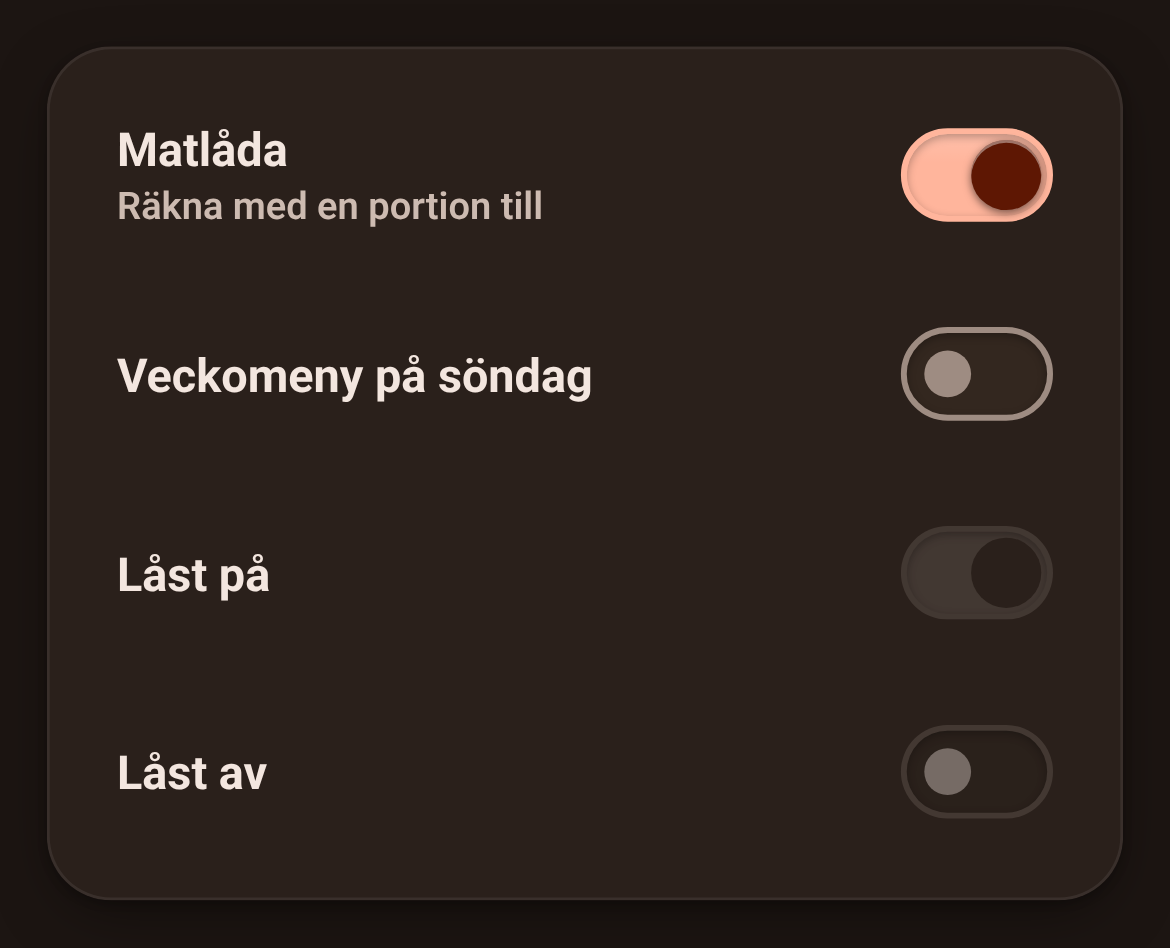 Matlåda
Räkna med en portion till
Veckomeny på söndag
Låst på
Låst av